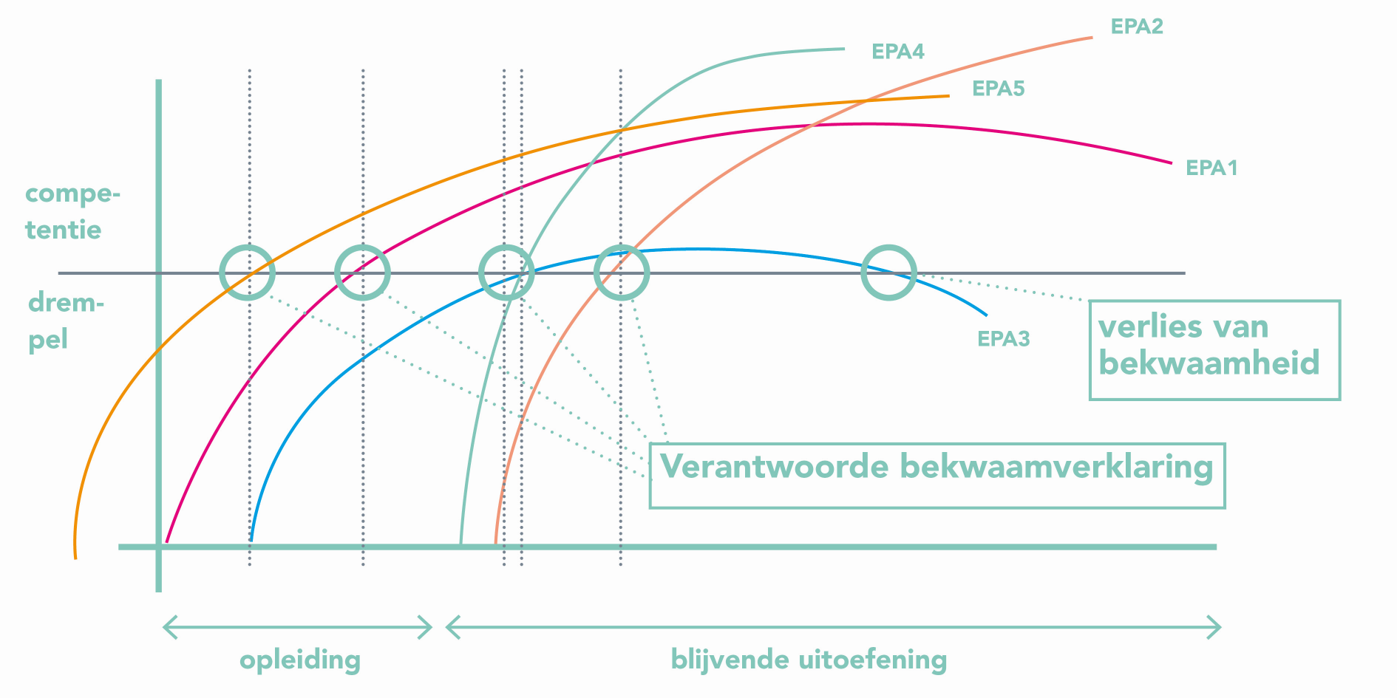 EPA2
EPA4
EPA5
EPA1
compe-
tentie
drem-
pel
EPA3
verlies van
bekwaamheid
Verantwoorde bekwaamverklaring
opleiding
blijvende uitoefening